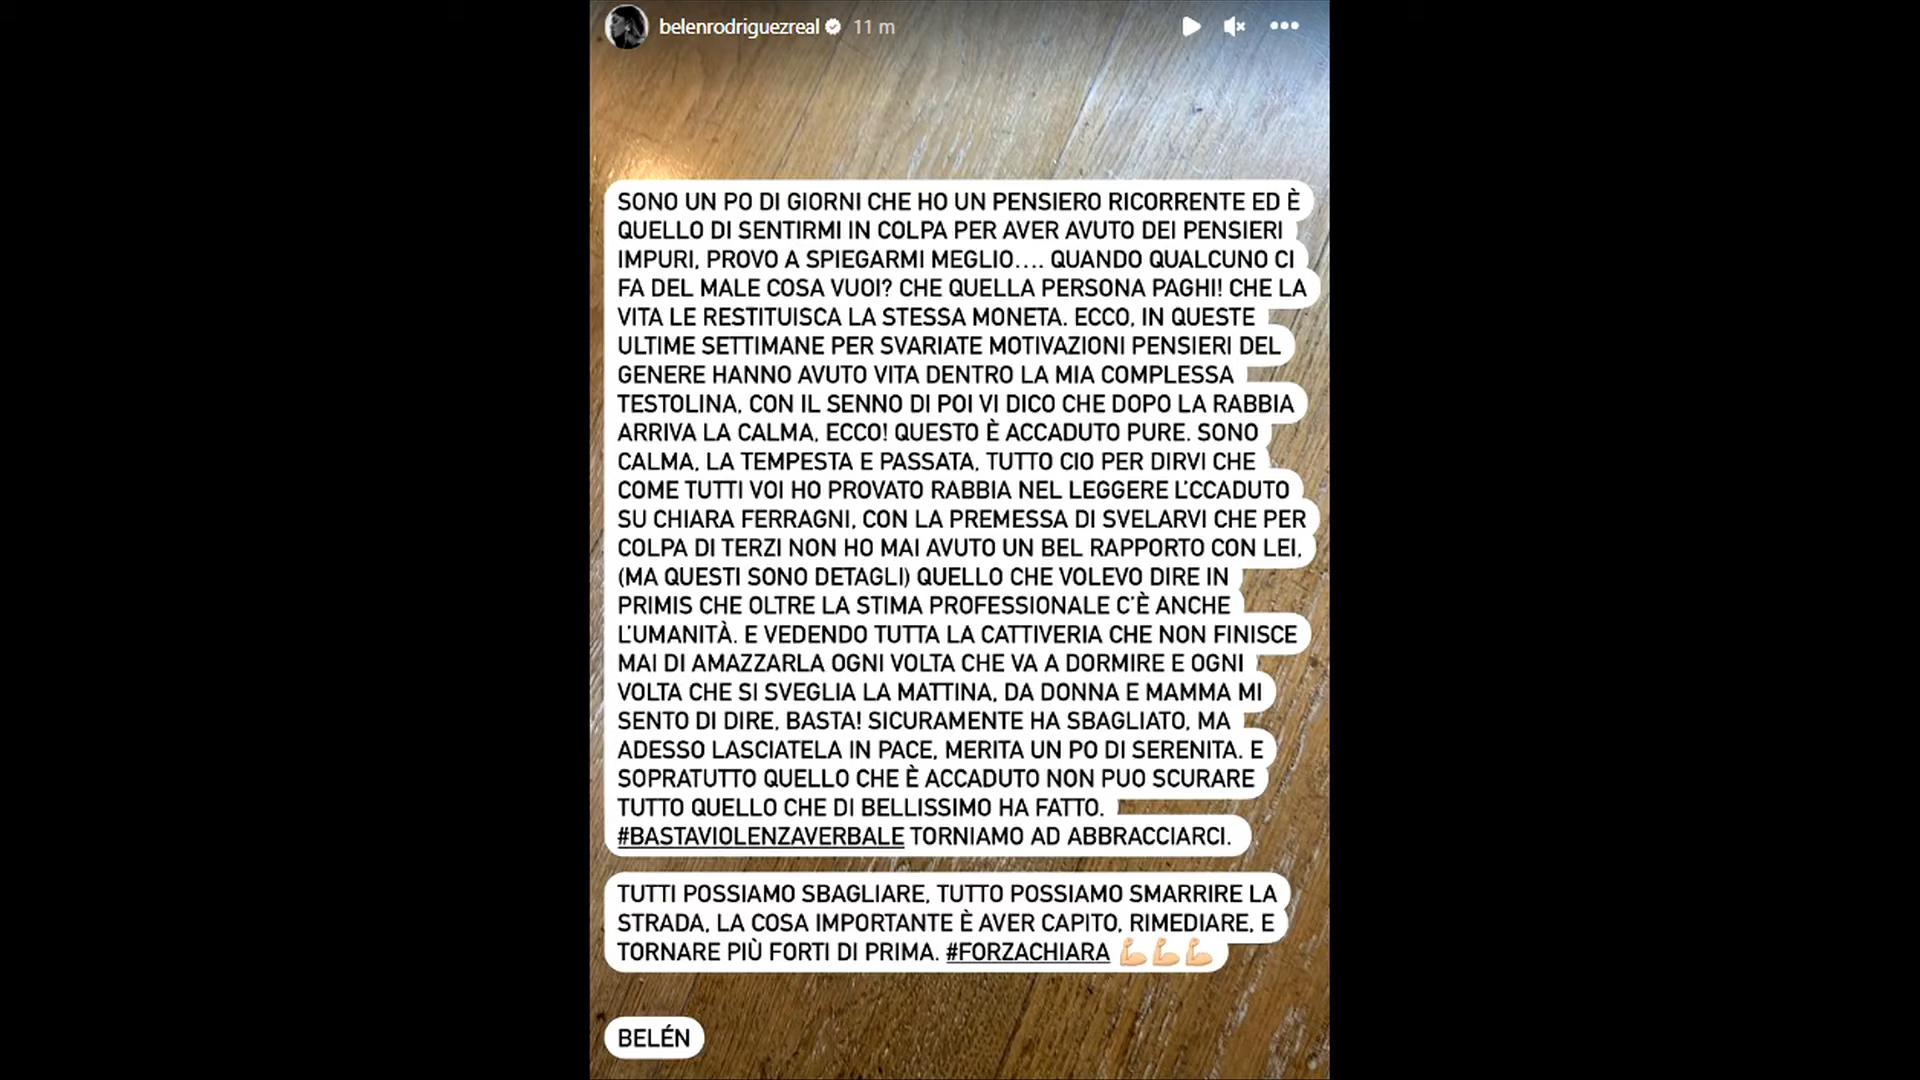 belenrodriguezreal 11 m
SONO UN PO DI GIORNI CHE HO UN PENSIERO RICORRENTE ED È
QUELLO DI SENTIRMI IN COLPA PER AVER AVUTO DEI PENSIERI
IMPURI, PROVO A SPIEGARMI MEGLIO.... QUANDO QUALCUNO CI
FA DEL MALE COSA VUOI? CHE QUELLA PERSONA PAGHI! CHE LA
VITA LE RESTITUISCA LA STESSA MONETA. ECCO, IN QUESTE
ULTIME SETTIMANE PER SVARIATE MOTIVAZIONI PENSIERI DEL
GENERE HANNO AVUTO VITA DENTRO LA MIA COMPLESSA
TESTOLINA, CON IL SENNO DI POI VI DICO CHE DOPO LA RABBIA
ARRIVA LA CALMA, ECCO! QUESTO È ACCADUTO PURE. SONO
CALMA, LA TEMPESTA E PASSATA, TUTTO CIO PER DIRVI CHE
COME TUTTI VOI HO PROVATO RABBIA NEL LEGGERE L'CCADUTO
SU CHIARA FERRAGNI, CON LA PREMESSA DI SVELARVI CHE PER
COLPA DI TERZI NON HO MAI AVUTO UN BEL RAPPORTO CON LEI,
(MA QUESTI SONO DETAGLI) QUELLO CHE VOLEVO DIRE IN
PRIMIS CHE OLTRE LA STIMA PROFESSIONALE C'È ANCHE
L'UMANITÀ. E VEDENDO TUTTA LA CATTIVERIA CHE NON FINISCE
MAI DI AMAZZARLA OGNI VOLTA CHE VA A DORMIRE E OGNI
VOLTA CHE SI SVEGLIA LA MATTINA, DA DONNA E MAMMA MI
SENTO DI DIRE, BASTA! SICURAMENTE HA SBAGLIATO, MA
ADESSO LASCIATELA IN PACE, MERITA UN PO DI SERENITA. E
SOPRATUTTO QUELLO CHE È ACCADUTO NON PUO SCURARE
TUTTO QUELLO CHE DI BELLISSIMO HA FATTO.
#BASTAVIOLENZAVERBALE TORNIAMO AD ABBRACCIARCI.
TUTTI POSSIAMO SBAGLIARE, TUTTO POSSIAMO SMARRIRE LA
STRADA, LA COSA IMPORTANTE È AVER CAPITO, RIMEDIARE, E
TORNARE PIÙ FORTI DI PRIMA. #FORZACHIARA 💪🏻💪🏻💪🏻
BELÉN